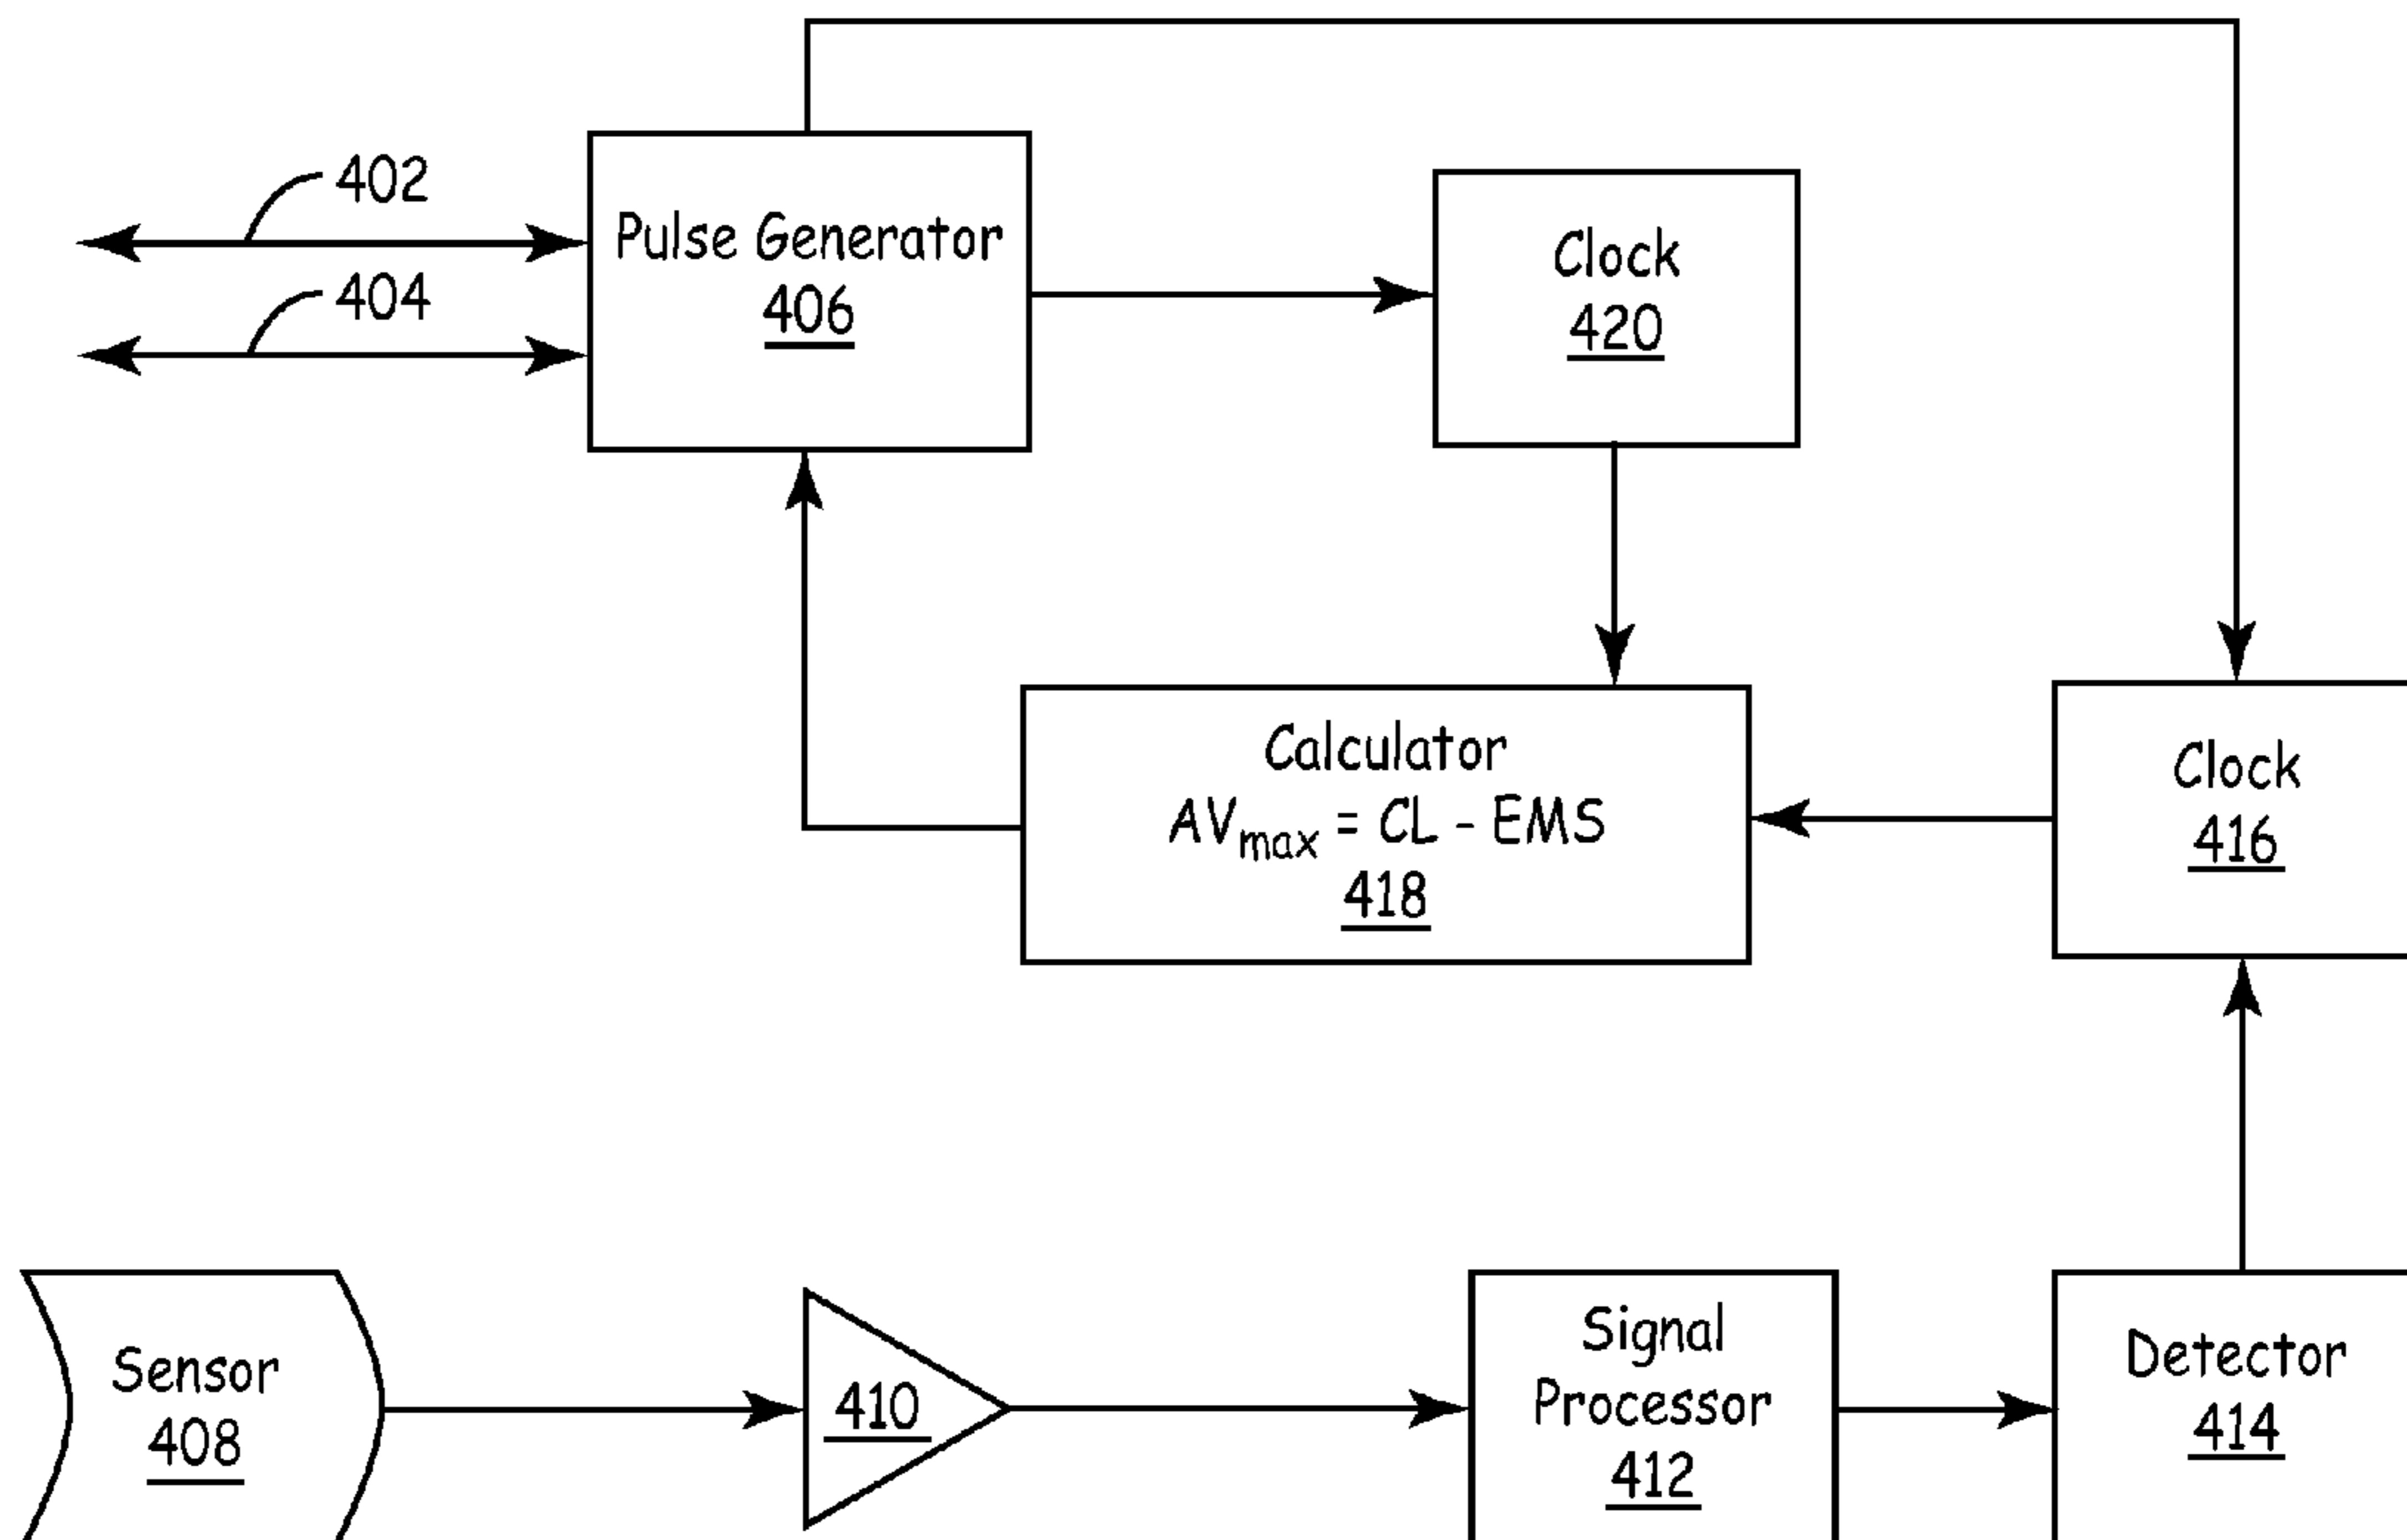 402
404
Pulse Generator
406
Clock
420
Calculator
AVmax = CL - EMS
418
Clock
416
Sensor
408
410
Signal
Processor
412
Detector
414